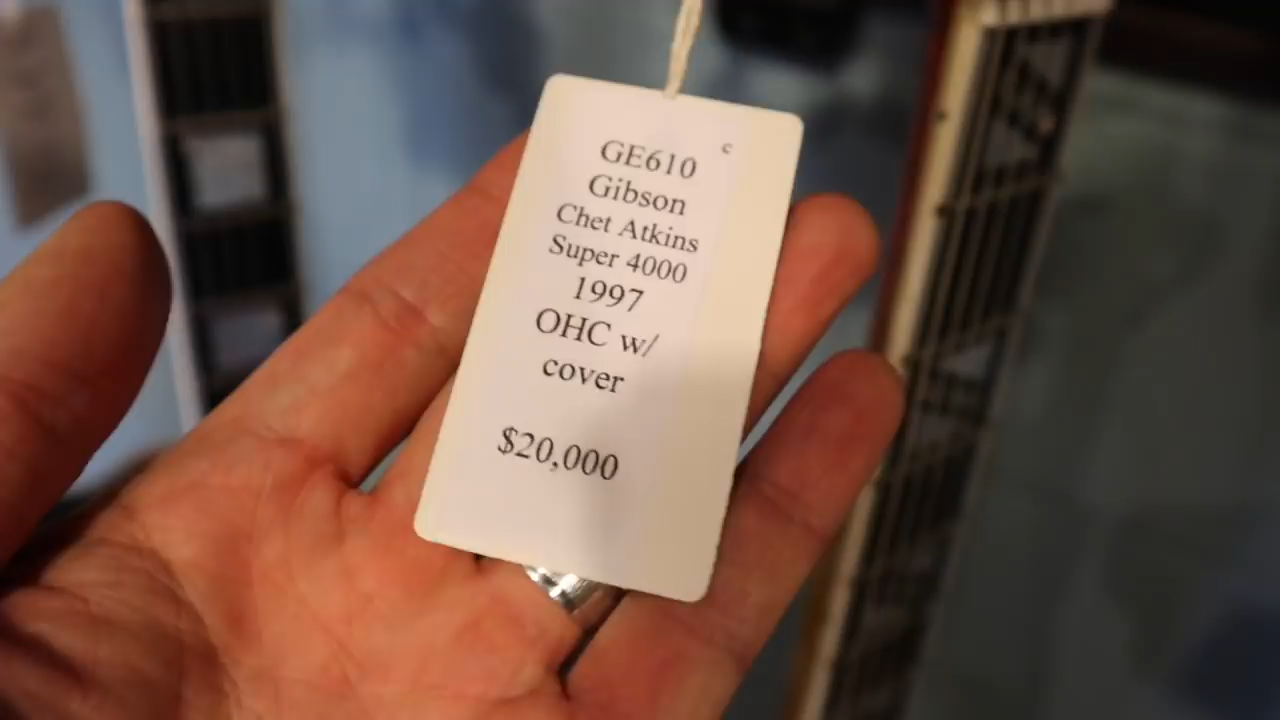 c
GE610
Gibson
Chet Atkins
Super 4000
1997
OHC w/
cover
$20,000